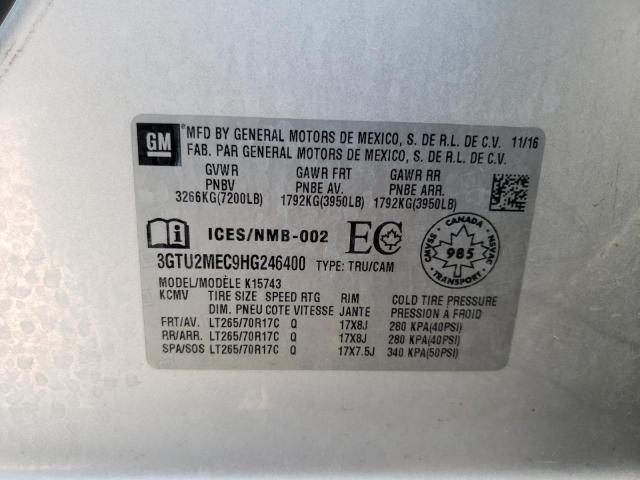 GM
MFD BY GENERAL MOTORS DE MEXICO, S. DE R.L. DE C.V. 11/16
FAB. PAR GENERAL MOTORS DE MEXICO, S. DE R.L. DE C.V.
GVWR GAWR FRT GAWR RR
PNBV PNBE AV. PNBE ARR.
3266KG(7200LB) 1792KG(3950LB) 1792KG(3950LB)
ICES/NMB-002 EC CANADA CMVSS NSVAC 985 TRANSPORT
3GTU2MEC9HG246400 TYPE: TRU/CAM
MODEL/MODÈLE K15743
KCMV TIRE SIZE SPEED RTG RIM COLD TIRE PRESSURE
DIM. PNEU COTE VITESSE JANTE PRESSION A FROID
FRT/AV. LT265/70R17C Q 17X8J 280 KPA(40PSI)
RR/ARR. LT265/70R17C Q 17X8J 280 KPA(40PSI)
SPA/SOS LT265/70R17C Q 17X7.5J 340 KPA(50PSI)